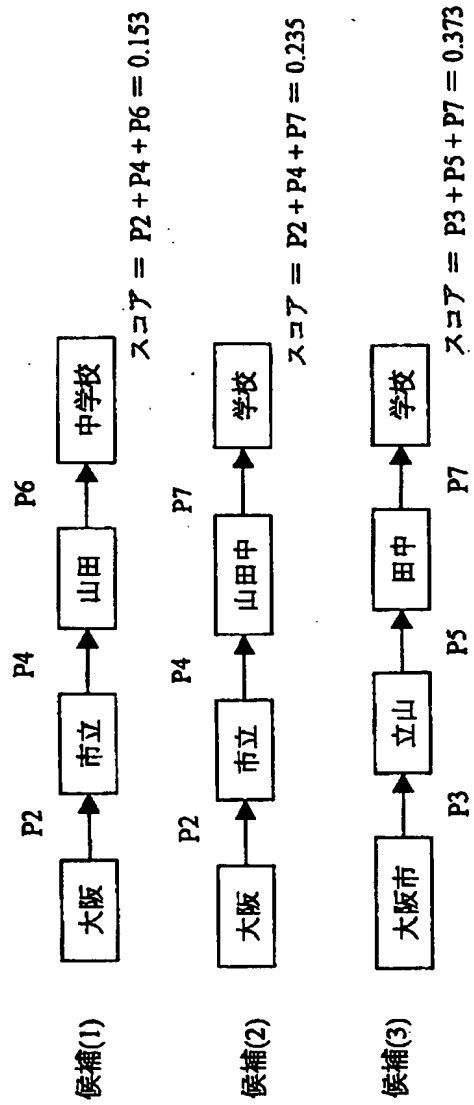 候補(1)
大阪 P2 市立 P4 山田 P6 中学校
スコア = P2 + P4 + P6 = 0.153
候補(2)
大阪 P2 市立 P4 山田中 P7 学校
スコア = P2 + P4 + P7 = 0.235
候補(3)
大阪市 P3 立山 P5 田中 P7 学校
スコア = P3 + P5 + P7 = 0.373